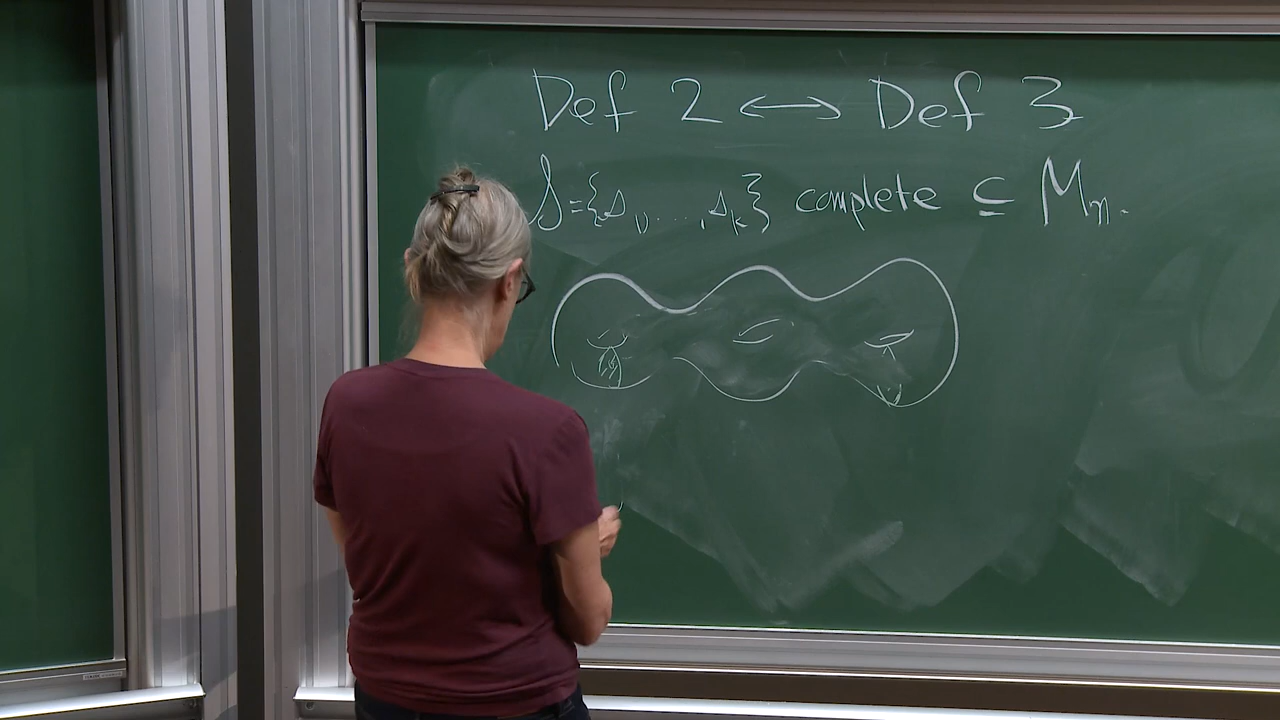 Def 2 ↔ Def 3
S = {s₁, ..., sₖ} complete ⊆ Mₙ.